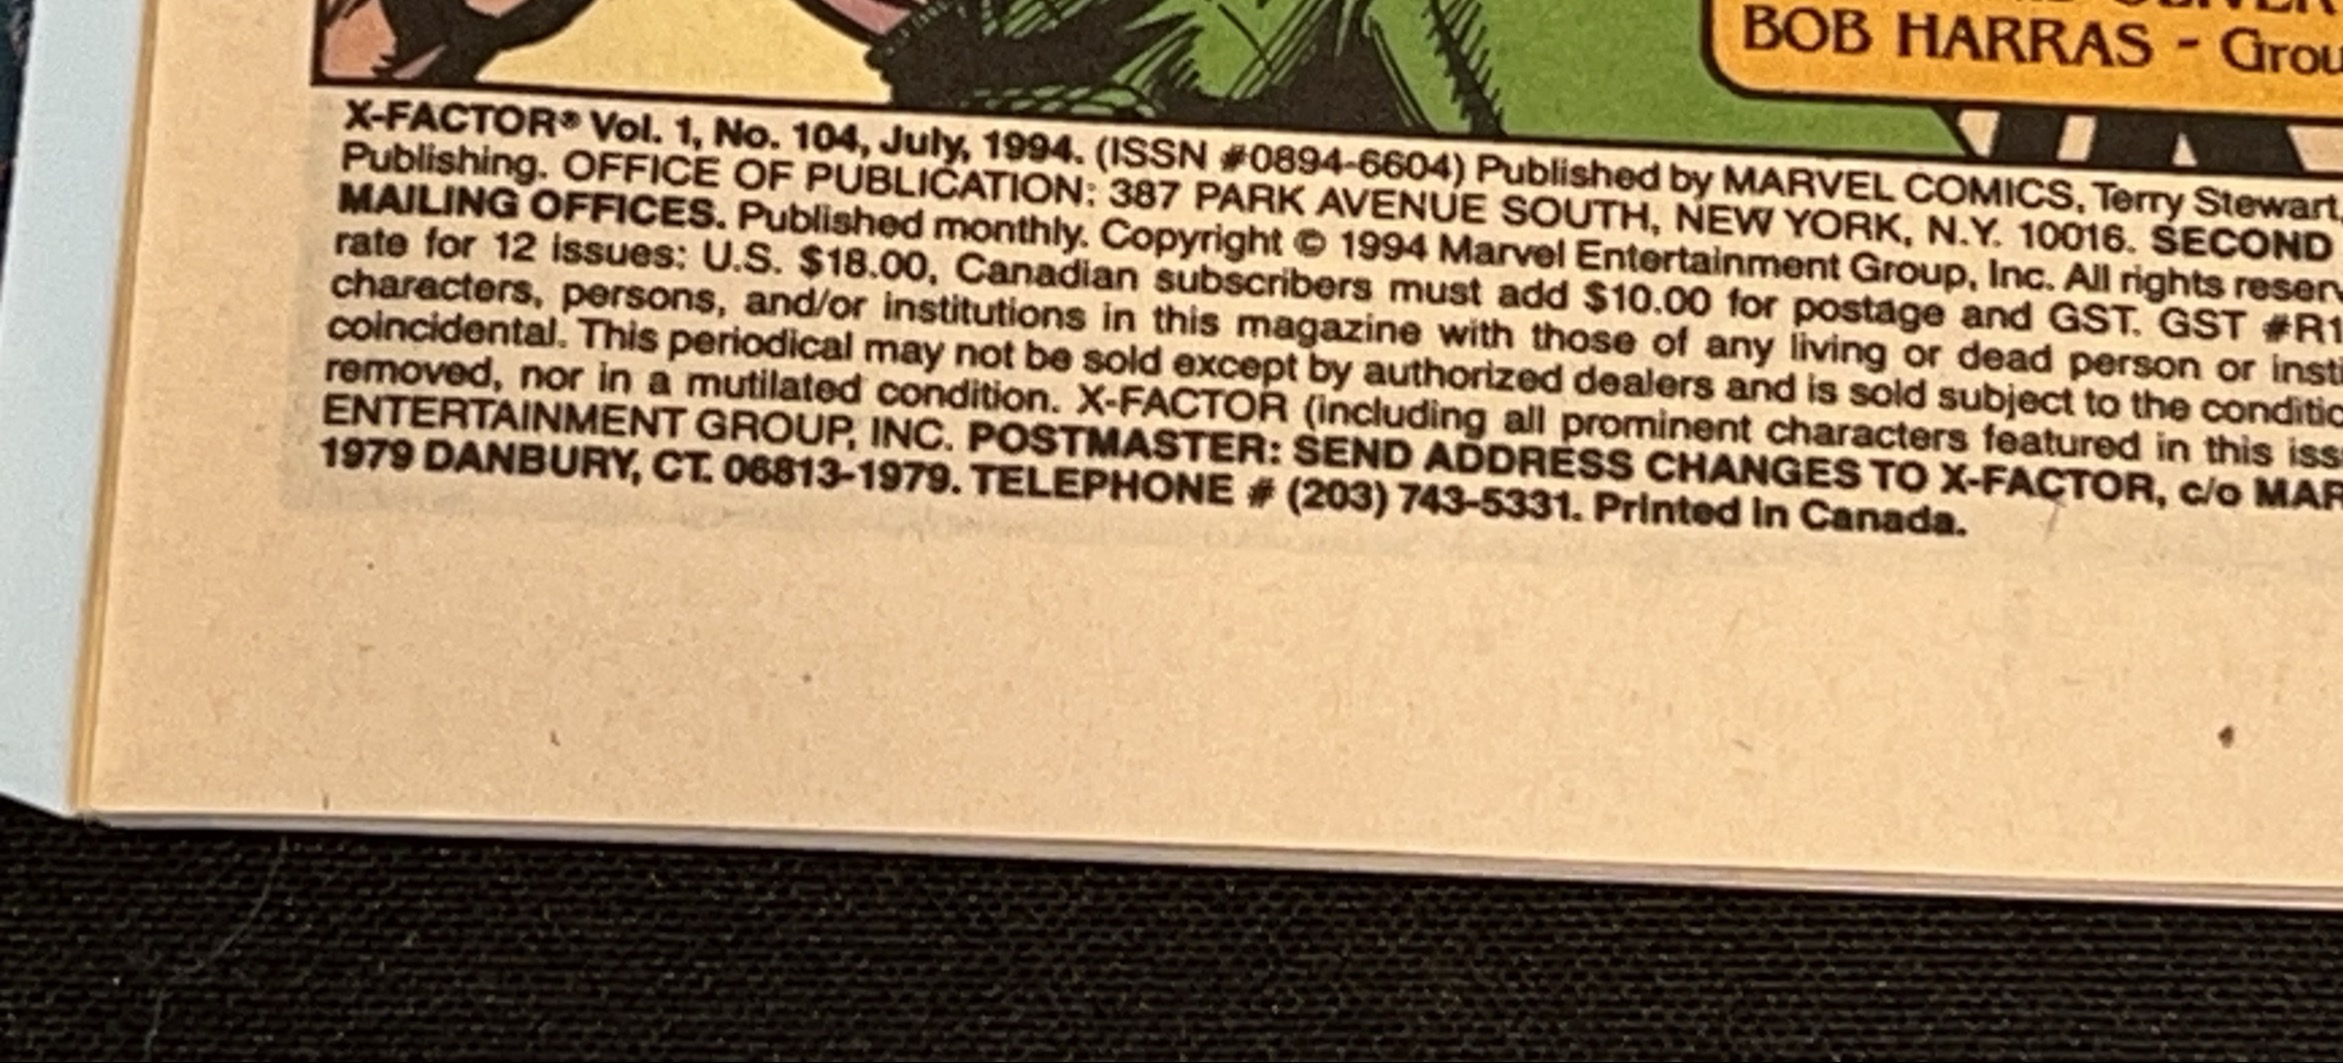 OLIVER
BOB HARRAS - Grou
X-FACTOR® Vol. 1, No. 104, July, 1994. (ISSN #0894-6604) Published by MARVEL COMICS, Terry Stewart,
Publishing. OFFICE OF PUBLICATION: 387 PARK AVENUE SOUTH, NEW YORK, N.Y. 10016. SECOND
MAILING OFFICES. Published monthly. Copyright © 1994 Marvel Entertainment Group, Inc. All rights reserv
rate for 12 issues: U.S. $18.00, Canadian subscribers must add $10.00 for postage and GST. GST #R1
characters, persons, and/or institutions in this magazine with those of any living or dead person or insti
coincidental. This periodical may not be sold except by authorized dealers and is sold subject to the conditio
removed, nor in a mutilated condition. X-FACTOR (including all prominent characters featured in this iss
ENTERTAINMENT GROUP, INC. POSTMASTER: SEND ADDRESS CHANGES TO X-FACTOR, c/o MAR
1979 DANBURY, CT. 06813-1979. TELEPHONE # (203) 743-5331. Printed in Canada.